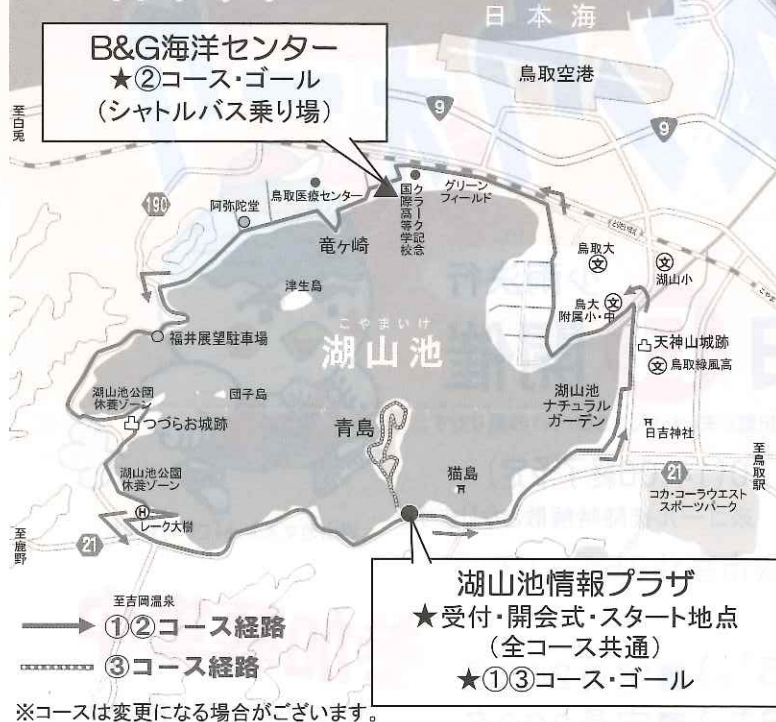 日本海
B&G海洋センター
★②コース・ゴール
(シャトルバス乗り場)
鳥取空港
9
9
至白兎
190
阿弥陀堂
鳥取医療センター
クラーク記念
国際高等学校
グリーン
フィールド
竜ヶ崎
津生島
鳥取大
文
文
湖山小
鳥大
附属小・中
文
こやまいけ
湖山池
福井展望駐車場
天神山城跡
文
鳥取緑風高
湖山池公園
休養ゾーン
団子島
つづらお城跡
青島
湖山池
ナチュラル
ガーデン
日吉神社
猫島
湖山池公園
休養ゾーン
H
レーク大樹
21
至鳥取駅
コカ・コーラウエスト
スポーツパーク
至鹿野
21
至吉岡温泉
①②コース経路
③コース経路
湖山池情報プラザ
★受付・開会式・スタート地点
(全コース共通)
★①③コース・ゴール
※コースは変更になる場合がございます。